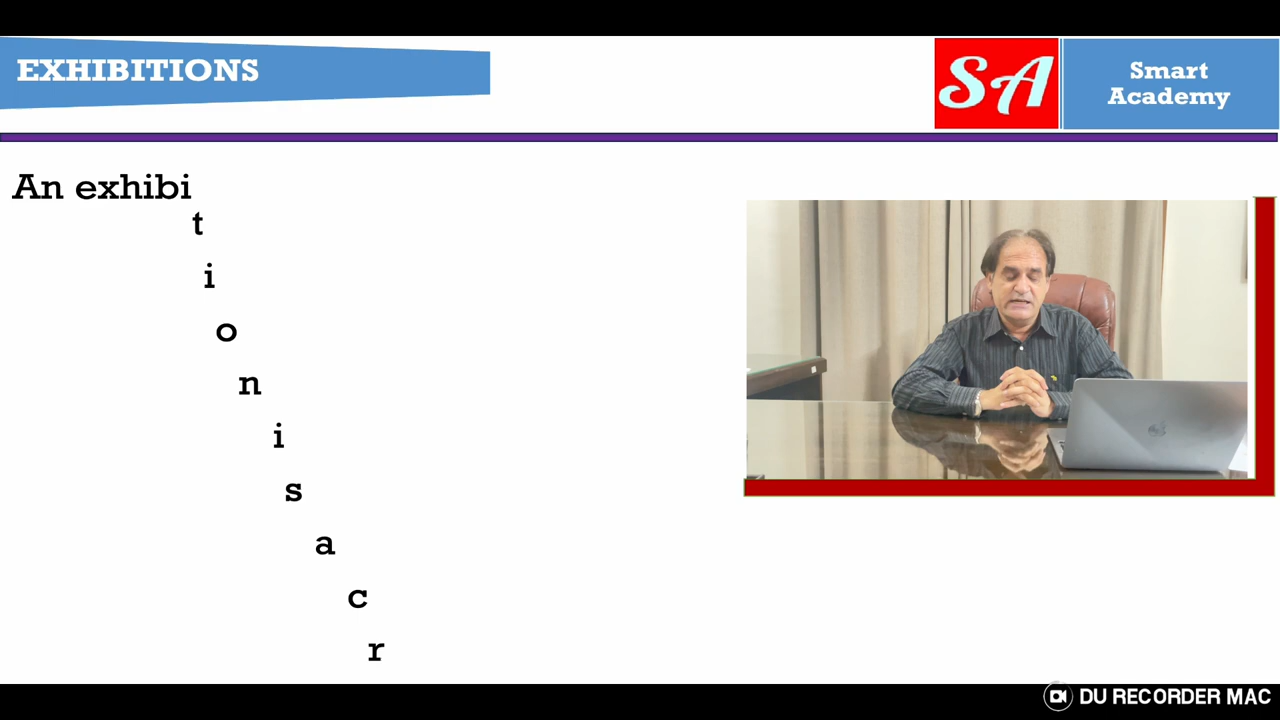 EXHIBITIONS
SA
Smart
Academy
An exhibi
t
i
o
n
i
s
a
c
r
DU RECORDER MAC